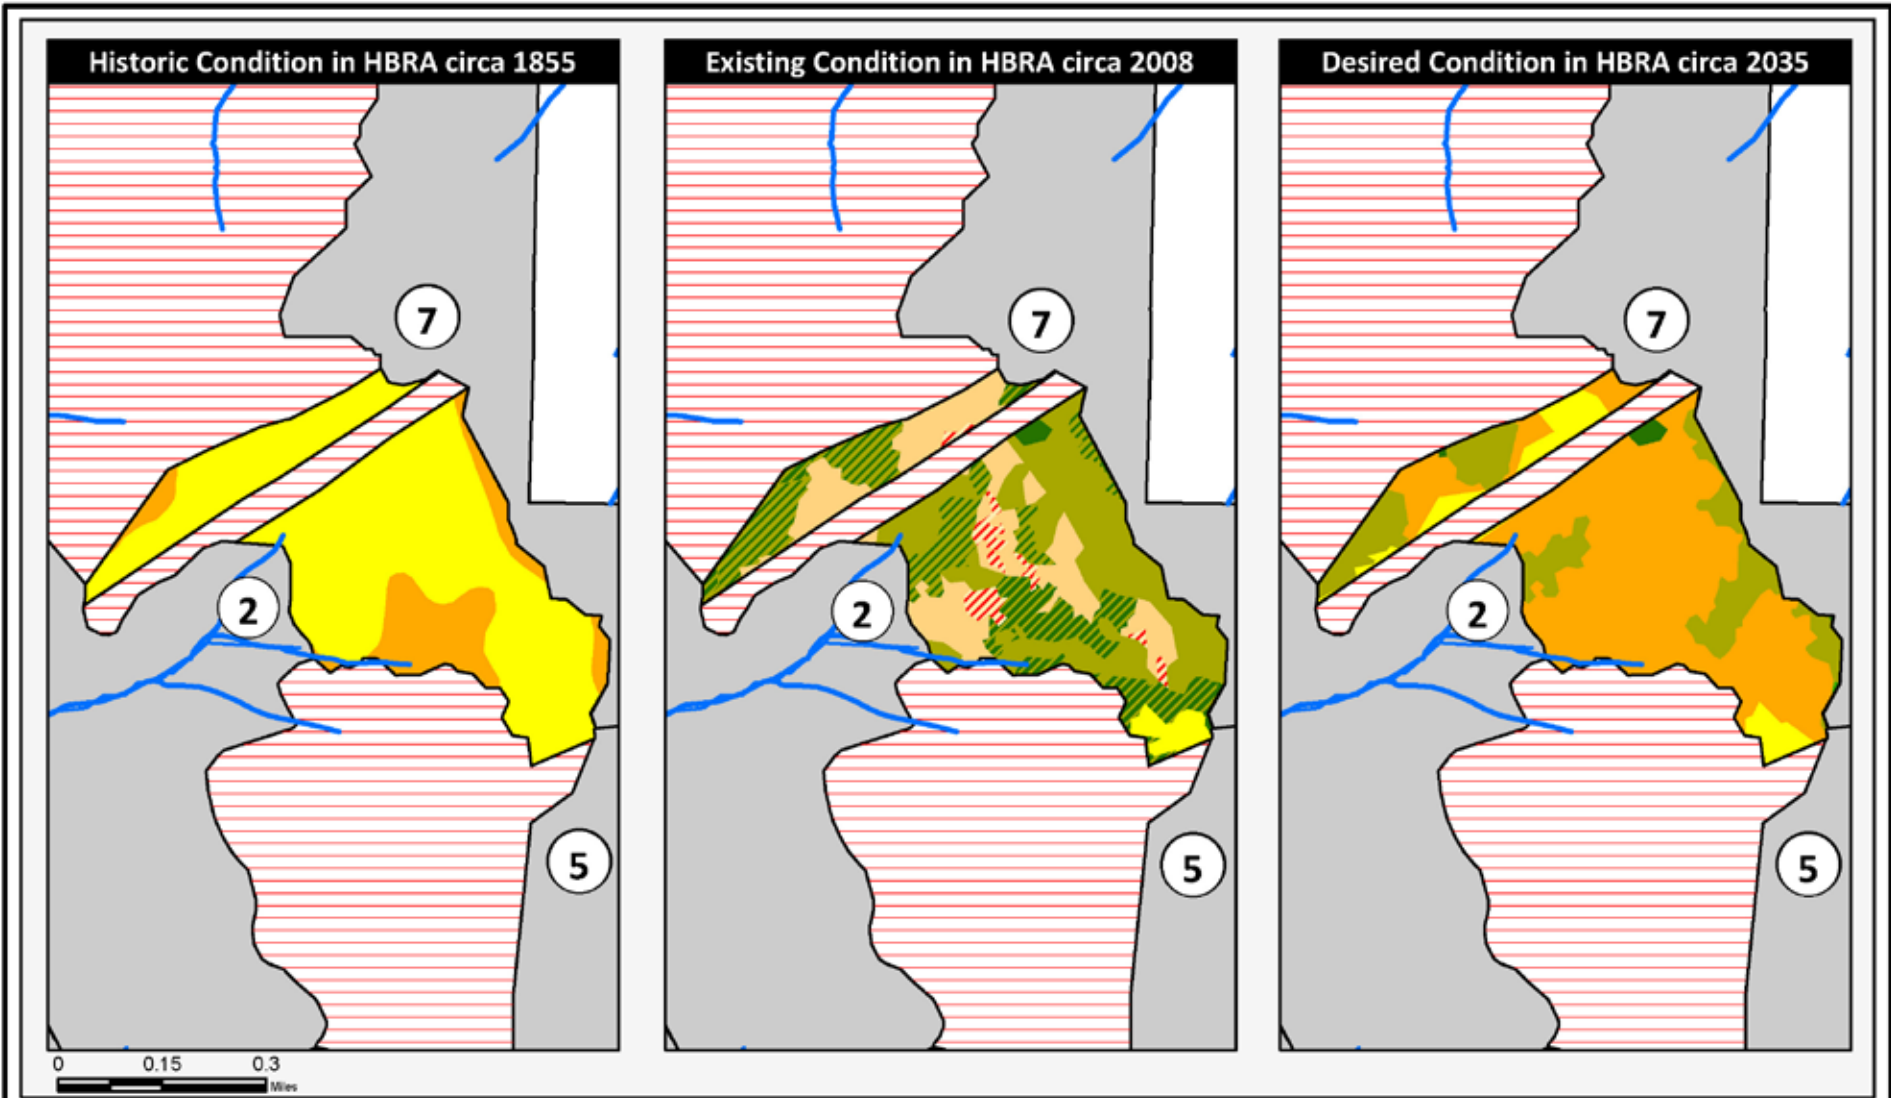 Historic Condition in HBRA circa 1855
Existing Condition in HBRA circa 2008
Desired Condition in HBRA circa 2035
7
7
7
2
2
2
5
5
5
0 0.15 0.3
Miles